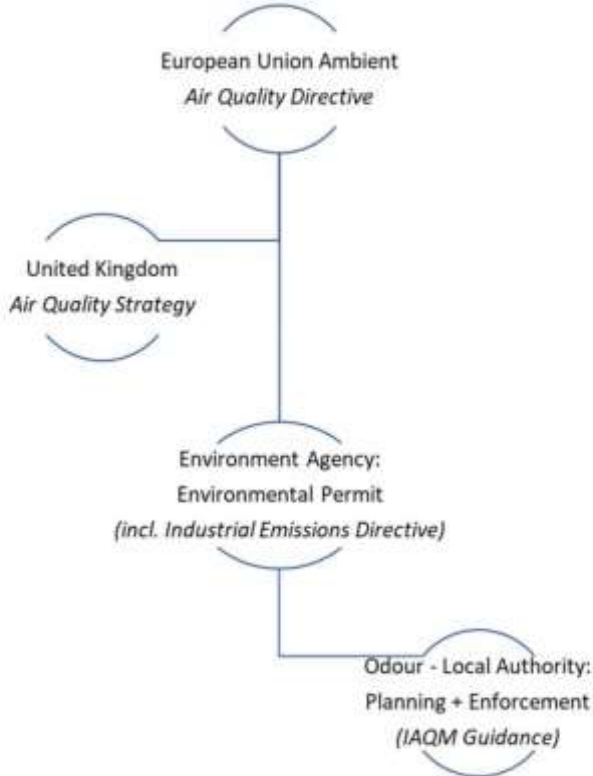 European Union Ambient
Air Quality Directive
United Kingdom
Air Quality Strategy
Environment Agency:
Environmental Permit
(incl. Industrial Emissions Directive)
Odour - Local Authority:
Planning + Enforcement
(IAQM Guidance)